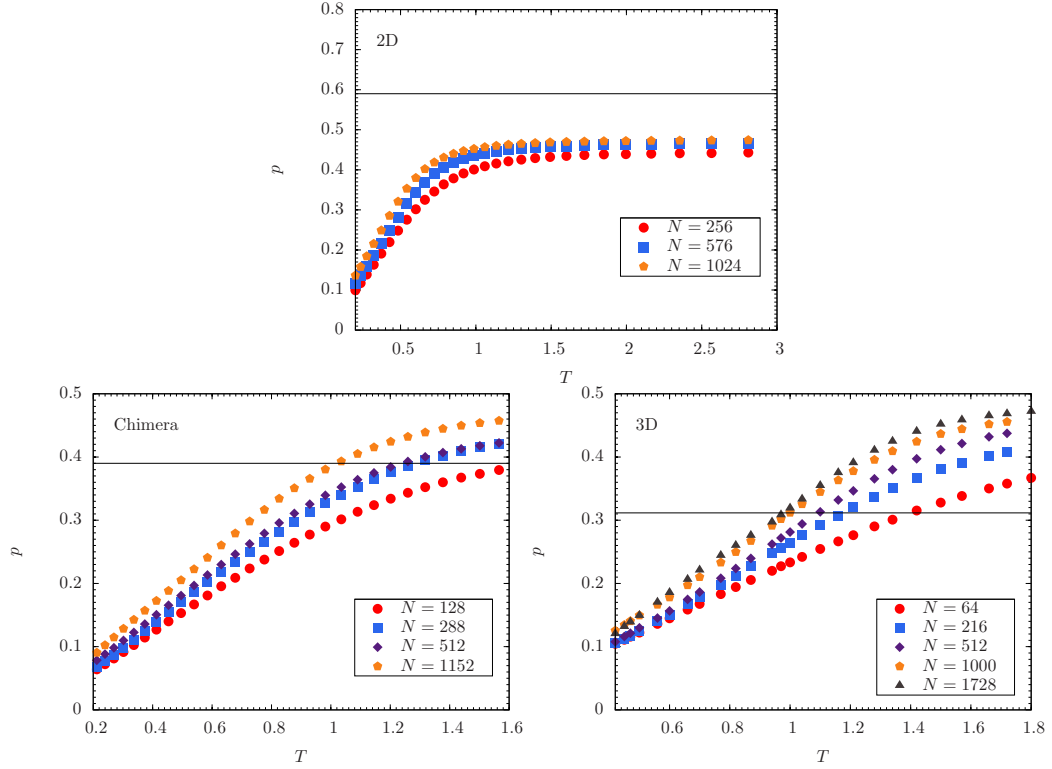 0.8
0.7
0.6
0.5
0.4
0.3
0.2
0.1
0
p
2D
N = 256
N = 576
N = 1024
0.5 1 1.5 2 2.5 3
T
0.5
0.4
0.3
0.2
0.1
0
p
Chimera
N = 128
N = 288
N = 512
N = 1152
0.2 0.4 0.6 0.8 1.0 1.2 1.4 1.6
T
0.5
0.4
0.3
0.2
0.1
0
p
3D
N = 64
N = 216
N = 512
N = 1000
N = 1728
0.6 0.8 1.0 1.2 1.4 1.6 1.8
T